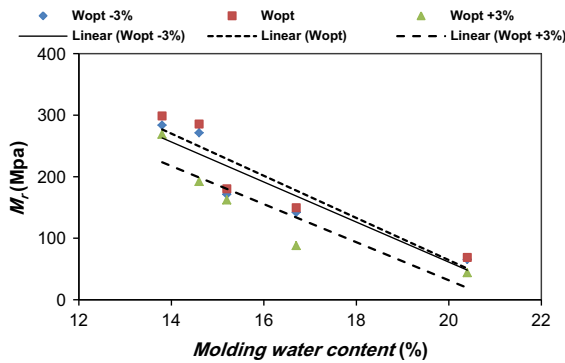 Wopt -3% Wopt Wopt +3%
Linear (Wopt -3%) Linear (Wopt) Linear (Wopt +3%)
400
300
200
100
0
Mr (Mpa)
12 14 16 18 20 22
Molding water content (%)